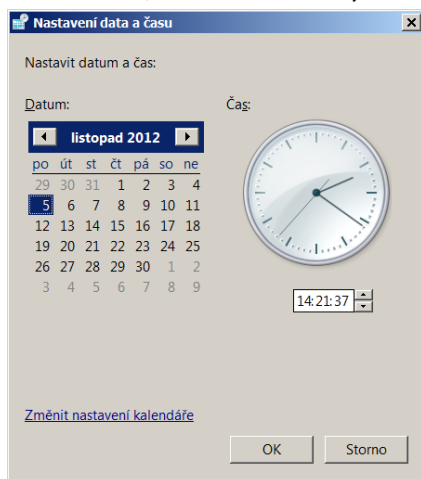 Nastavení data a času
Nastavit datum a čas:
Datum:
Čas:
listopad 2012
po út st čt pá so ne
29 30 31 1 2 3 4
5 6 7 8 9 10 11
12 13 14 15 16 17 18
19 20 21 22 23 24 25
26 27 28 29 30 1 2
3 4 5 6 7 8 9
14:21:37
Změnit nastavení kalendáře
OK
Storno